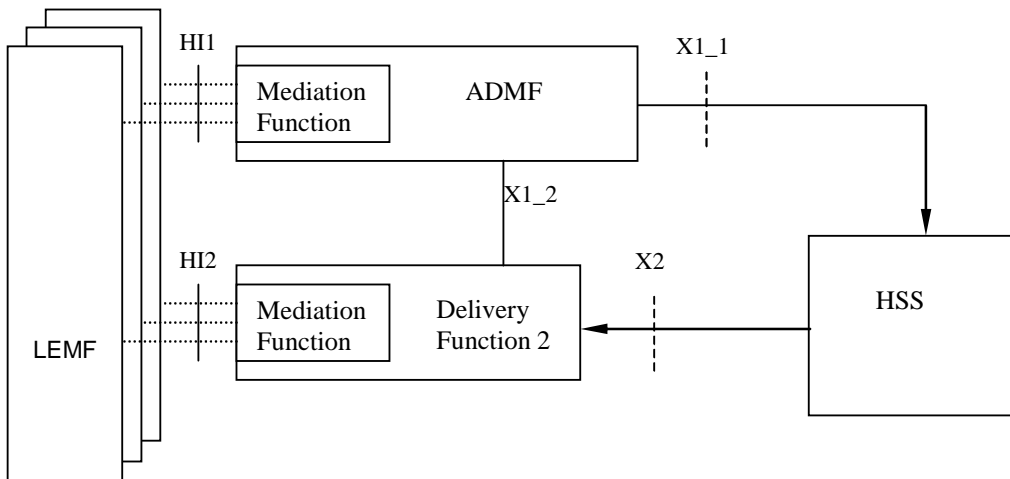 HI1
X1_1
Mediation
Function
ADMF
X1_2
HI2
X2
Mediation
Function
Delivery
Function 2
HSS
LEMF